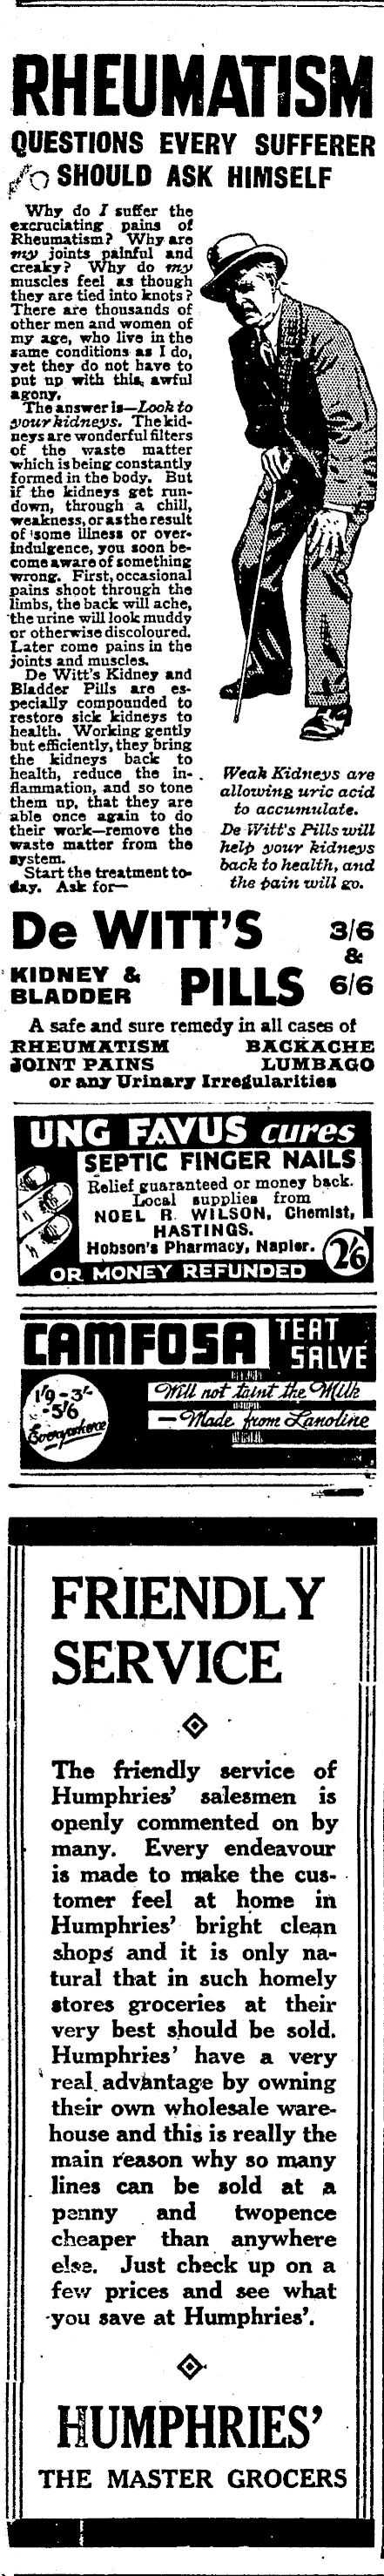 RHEUMATISM
QUESTIONS EVERY SUFFERER
SHOULD ASK HIMSELF
Why do I suffer the
excruciating pains of
Rheumatism? Why are
my joints painful and
creaky? Why do my
muscles feel as though
they are tied into knots?
There are thousands of
other men and women of
my age, who live in the
same conditions as I do,
yet they do not have to
put up with this awful
agony.
The answer is—Look to
your kidneys. The kid-
neys are wonderful filters
of the waste matter
which is being constantly
formed in the body. But
if the kidneys get run-
down, through a chill,
weakness, or as the result
of some illness or over-
indulgence, you soon be-
come aware of something
wrong. First, occasional
pains shoot through the
limbs, the back will ache,
the urine will look muddy
or otherwise discoloured.
Later come pains in the
joints and muscles.
De Witt's Kidney and
Bladder Pills are es-
pecially compounded to
restore sick kidneys to
health. Working gently
but efficiently, they bring
the kidneys back to
health, reduce the in-
flammation, and so tone
them up, that they are
able once again to do
their work—remove the
waste matter from the
system.
Start the treatment to-
day. Ask for—
Weak Kidneys are
allowing uric acid
to accumulate.
De Witt's Pills will
help your kidneys
back to health, and
the pain will go.
De WITT'S
KIDNEY &
BLADDER
PILLS
3/6
&
6/6
A safe and sure remedy in all cases of
RHEUMATISM BACKACHE
JOINT PAINS LUMBAGO
or any Urinary Irregularities
UNG FAVUS cures
SEPTIC FINGER NAILS
Relief guaranteed or money back.
Local supplies from
NOEL R. WILSON, Chemist,
HASTINGS.
Hobson's Pharmacy, Napier.
2/6
OR MONEY REFUNDED
CAMFOSA TEAT
SALVE
1/9 - 3/-
- 5/6
Everywhere
Will not taint the Milk
— Made from Lanoline
FRIENDLY
SERVICE
The friendly service of
Humphries' salesmen is
openly commented on by
many. Every endeavour
is made to make the cus-
tomer feel at home in
Humphries' bright clean
shops and it is only na-
tural that in such homely
stores groceries at their
very best should be sold.
Humphries' have a very
real advantage by owning
their own wholesale ware-
house and this is really the
main reason why so many
lines can be sold at a
penny and twopence
cheaper than anywhere
else. Just check up on a
few prices and see what
you save at Humphries'.
HUMPHRIES'
THE MASTER GROCERS